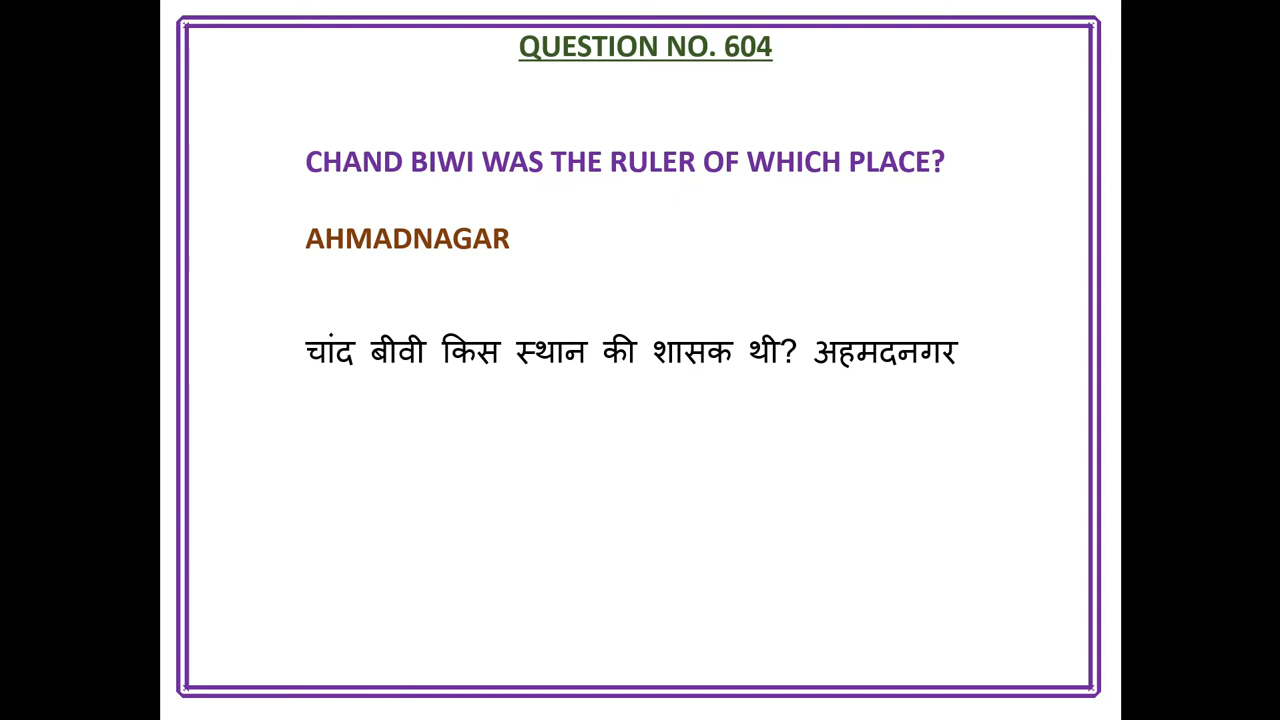 QUESTION NO. 604
CHAND BIWI WAS THE RULER OF WHICH PLACE?
AHMADNAGAR
चांद बीवी किस स्थान की शासक थी? अहमदनगर